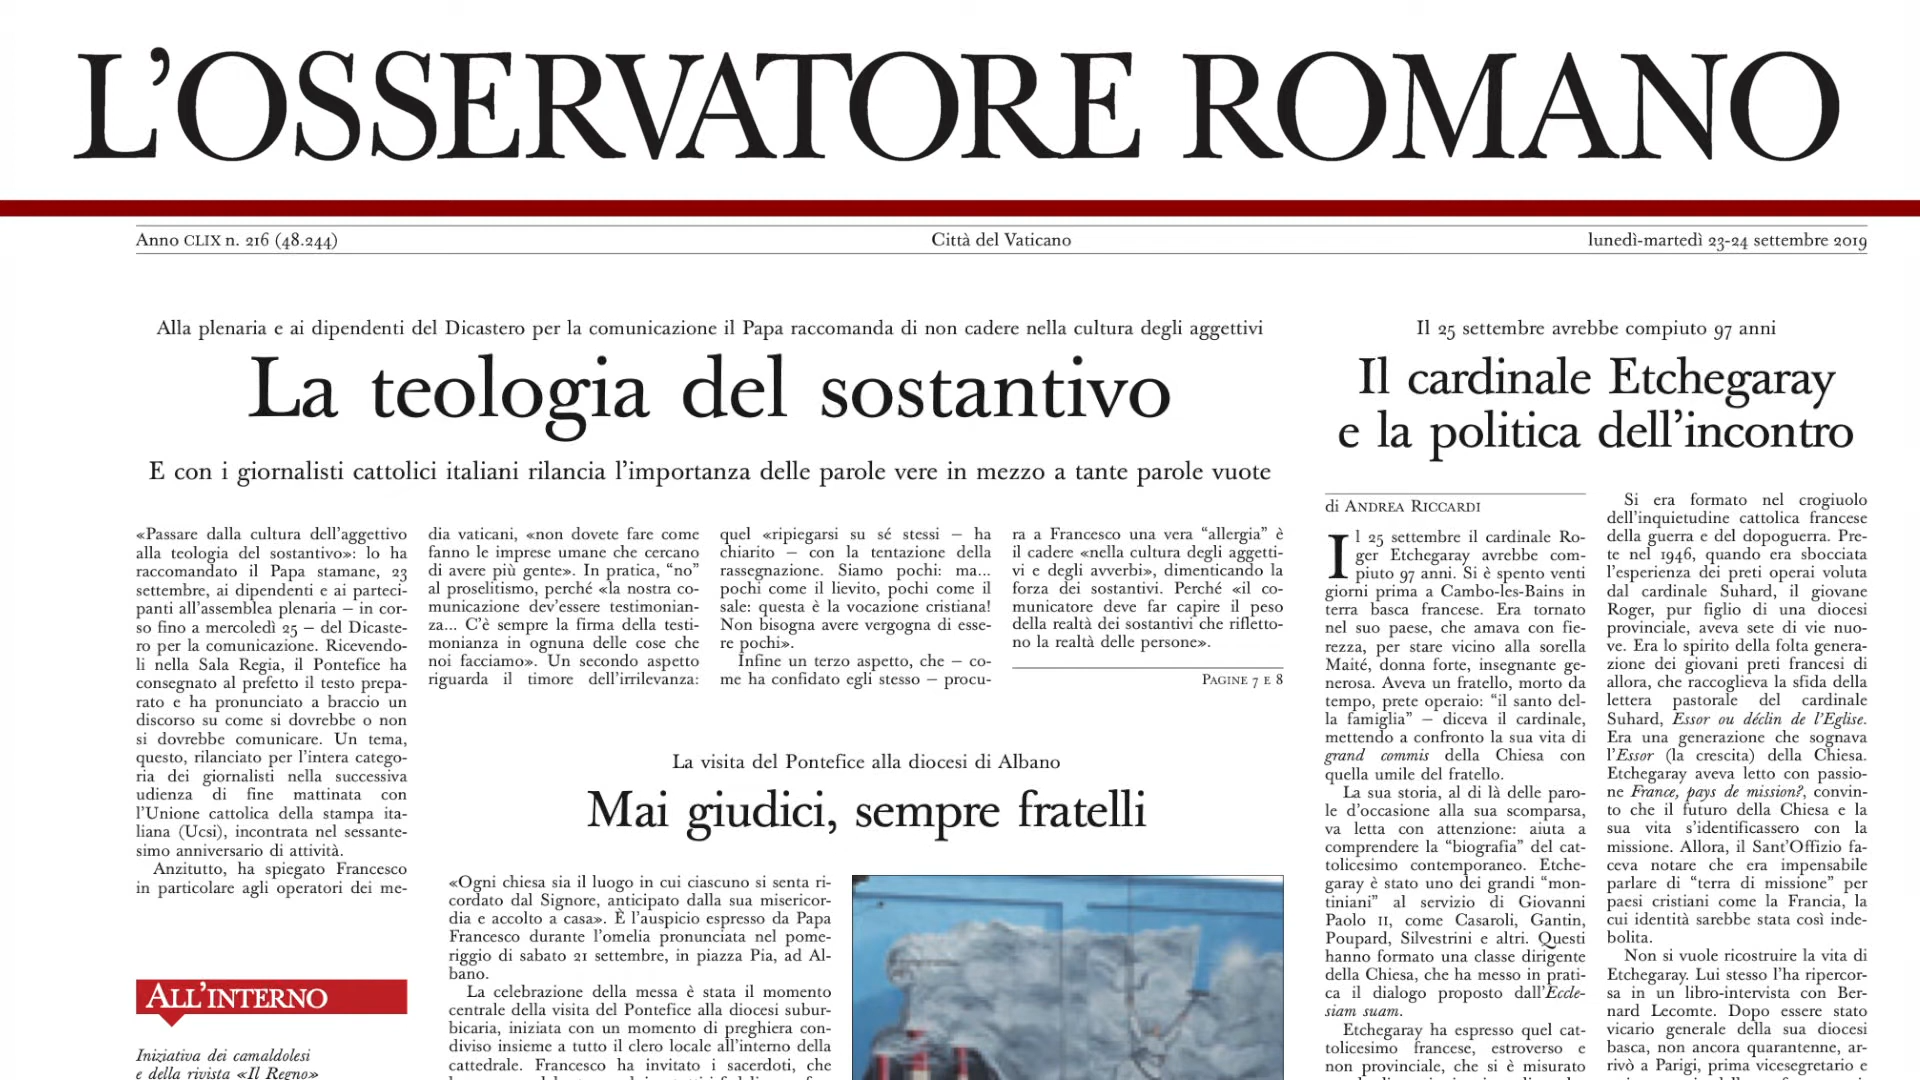 L'OSSERVATORE ROMANO
Anno CLIX n. 216 (48.244)
Città del Vaticano
lunedì-martedì 23-24 settembre 2019
Alla plenaria e ai dipendenti del Dicastero per la comunicazione il Papa raccomanda di non cadere nella cultura degli aggettivi
La teologia del sostantivo
E con i giornalisti cattolici italiani rilancia l'importanza delle parole vere in mezzo a tante parole vuote
«Passare dalla cultura dell'aggettivo
alla teologia del sostantivo»: lo ha
raccomandato il Papa stamane, 23
settembre, ai dipendenti e ai parteci-
panti all'assemblea plenaria – in cor-
so fino a mercoledì 25 – del Dicaste-
ro per la comunicazione. Ricevendo-
li nella Sala Regia, il Pontefice ha
consegnato al prefetto il testo prepa-
rato e ha pronunciato a braccio un
discorso su come si dovrebbe o non
si dovrebbe comunicare. Un tema,
questo, rilanciato per l'intera catego-
ria dei giornalisti nella successiva
udienza di fine mattinata con
l'Unione cattolica della stampa ita-
liana (Ucsi), incontrata nel sessante-
simo anniversario di attività.
Anzitutto, ha spiegato Francesco
in particolare agli operatori dei me-
dia vaticani, «non dovete fare come
fanno le imprese umane che cercano
di avere più gente». In pratica, "no"
al proselitismo, perché «la nostra co-
municazione dev'essere testimonian-
za... C'è sempre la firma della testi-
monianza in ognuna delle cose che
noi facciamo». Un secondo aspetto
riguarda il timore dell'irrilevanza:
quel «ripiegarsi su sé stessi – ha
chiarito – con la tentazione della
rassegnazione. Siamo pochi: ma...
pochi come il lievito, pochi come il
sale: questa è la vocazione cristiana!
Non bisogna avere vergogna di esse-
re pochi».
Infine un terzo aspetto, che – co-
me ha confidato egli stesso – procu-
ra a Francesco una vera "allergia" è
il cadere «nella cultura degli aggetti-
vi e degli avverbi», dimenticando la
forza dei sostantivi. Perché «il co-
municatore deve far capire il peso
della realtà dei sostantivi che rifletto-
no la realtà delle persone».
PAGINE 7 E 8
La visita del Pontefice alla diocesi di Albano
Mai giudici, sempre fratelli
«Ogni chiesa sia il luogo in cui ciascuno si senta ri-
cordato dal Signore, anticipato dalla sua misericor-
dia e accolto a casa». È l'auspicio espresso da Papa
Francesco durante l'omelia pronunciata nel pome-
riggio di sabato 21 settembre, in piazza Pia, ad Al-
bano.
La celebrazione della messa è stata il momento
centrale della visita del Pontefice alla diocesi subur-
bicaria, iniziata con un momento di preghiera con-
diviso insieme a tutto il clero locale all'interno della
cattedrale. Francesco ha invitato i sacerdoti, che
ALL'INTERNO
Iniziativa dei camaldolesi
e della rivista «Il Regno»
Il 25 settembre avrebbe compiuto 97 anni
Il cardinale Etchegaray
e la politica dell'incontro
di ANDREA RICCARDI
Il 25 settembre il cardinale Ro-
ger Etchegaray avrebbe com-
piuto 97 anni. Si è spento venti
giorni prima a Cambo-les-Bains in
terra basca francese. Era tornato
nel suo paese, che amava con fie-
rezza, per stare vicino alla sorella
Maité, donna forte, insegnante ge-
nerosa. Aveva un fratello, morto da
tempo, prete operaio: "il santo del-
la famiglia" – diceva il cardinale,
mettendo a confronto la sua vita di
grand commis della Chiesa con
quella umile del fratello.
La sua storia, al di là delle paro-
le d'occasione alla sua scomparsa,
va letta con attenzione: aiuta a
comprendere la "biografia" del cat-
tolicesimo contemporaneo. Etche-
garay è stato uno dei grandi "mon-
tiniani" al servizio di Giovanni
Paolo II, come Casaroli, Gantin,
Poupard, Silvestrini e altri. Questi
hanno formato una classe dirigente
della Chiesa, che ha messo in prati-
ca il dialogo proposto dall'Eccle-
siam suam.
Etchegaray ha espresso quel cat-
tolicesimo francese, estroverso e
non provinciale, che si è misurato
Si era formato nel crogiuolo
dell'inquietudine cattolica francese
della guerra e del dopoguerra. Pre-
te nel 1946, quando era sbocciata
l'esperienza dei preti operai voluta
dal cardinale Suhard, il giovane
Roger, pur figlio di una diocesi
provinciale, aveva sete di vie nuo-
ve. Era lo spirito della folta genera-
zione dei giovani preti francesi di
allora, che raccoglieva la sfida della
lettera pastorale del cardinale
Suhard, Essor ou déclin de l'Eglise.
Era una generazione che sognava
l'Essor (la crescita) della Chiesa.
Etchegaray aveva letto con passio-
ne France, pays de mission?, convin-
to che il futuro della Chiesa e la
sua vita s'identificassero con la
missione. Allora, il Sant'Offizio fa-
ceva notare che era impensabile
parlare di "terra di missione" per
paesi cristiani come la Francia, la
cui identità sarebbe stata così inde-
bolita.
Non si vuole ricostruire la vita di
Etchegaray. Lui stesso l'ha ripercor-
sa in un libro-intervista con Ber-
nard Lecomte. Dopo essere stato
vicario generale della sua diocesi
basca, non ancora quarantenne, ar-
rivò a Parigi, prima vicesegretario e